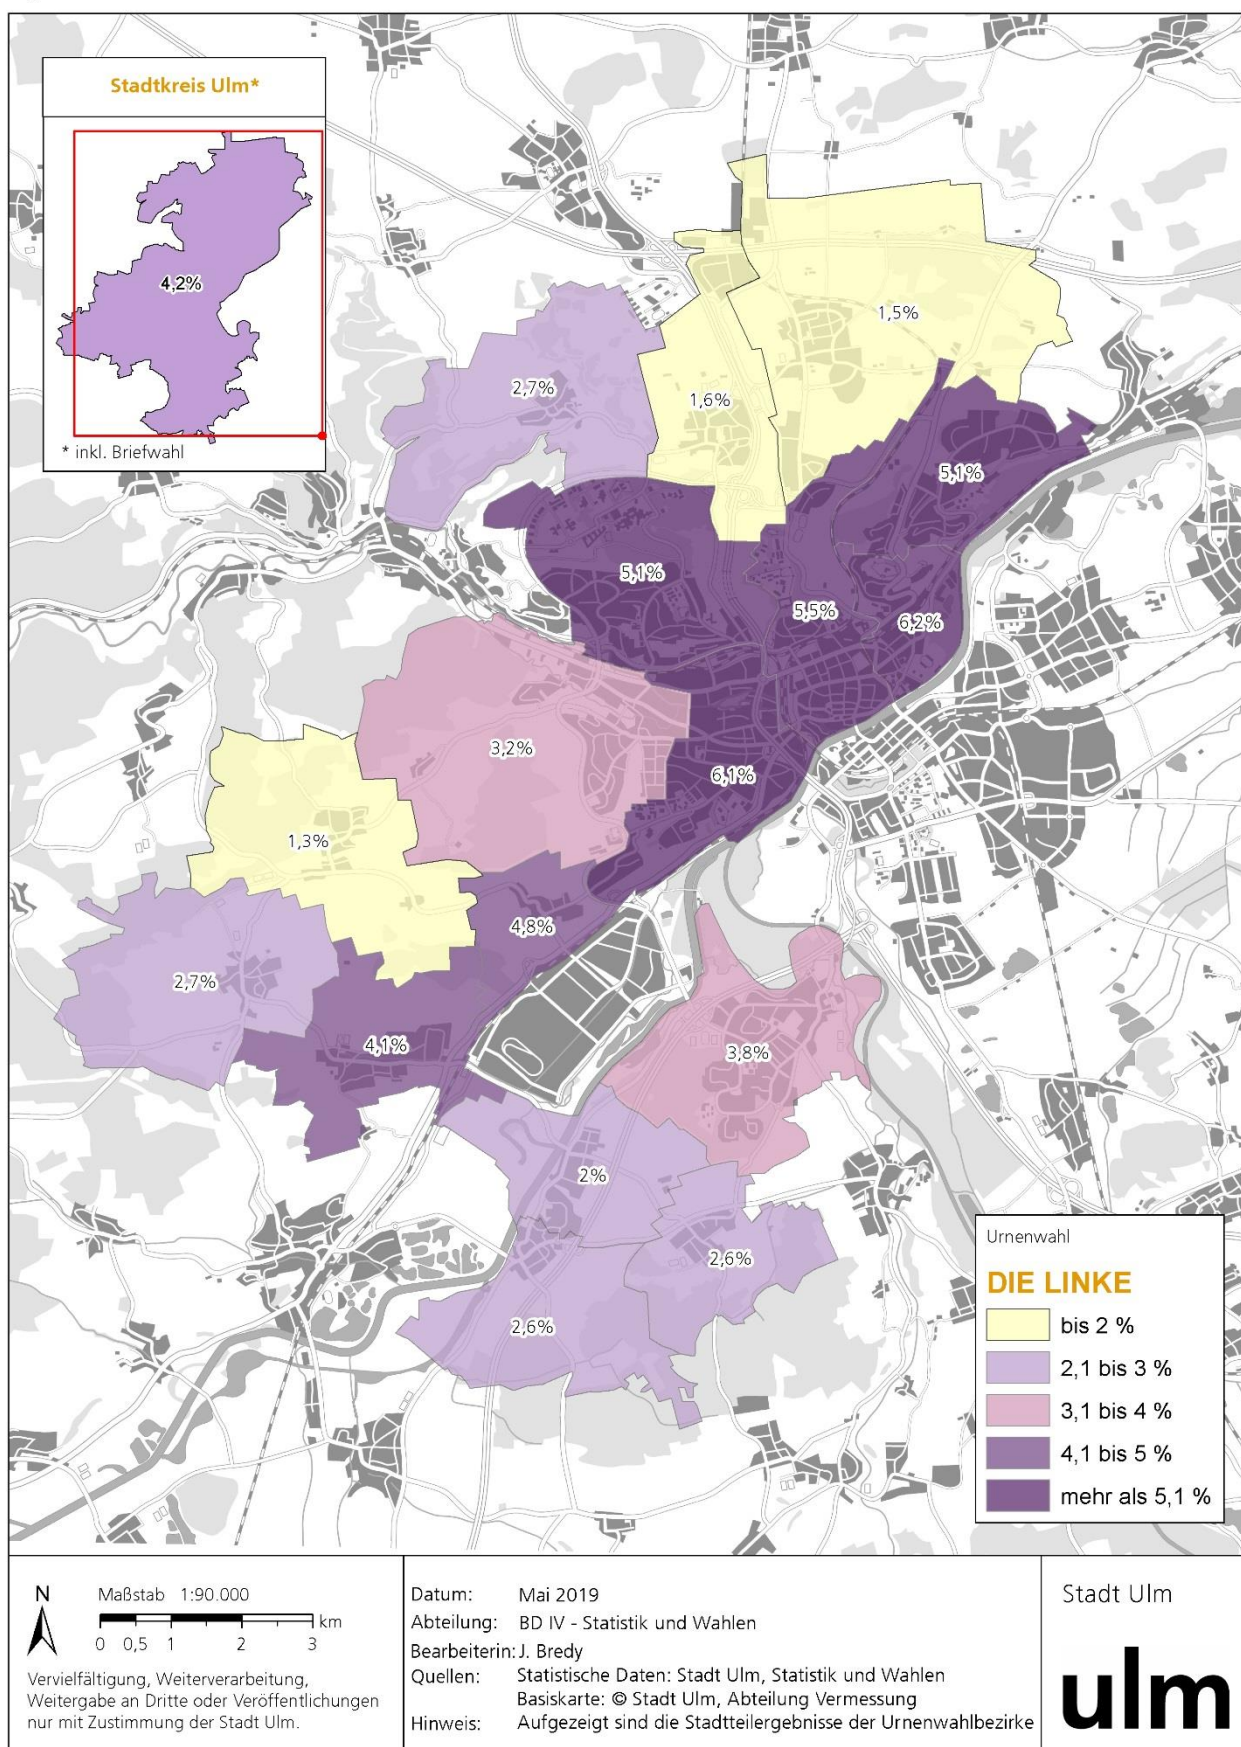 Stadtkreis Ulm*
4,2%
* inkl. Briefwahl
1,5%
2,7%
1,6%
5,1%
5,1%
5,5%
6,2%
3,2%
6,1%
1,3%
4,8%
2,7%
4,1%
3,8%
2%
2,6%
2,6%
Urnenwahl
DIE LINKE
bis 2 %
2,1 bis 3 %
3,1 bis 4 %
4,1 bis 5 %
mehr als 5,1 %
N
Maßstab 1:90.000
km
0 0,5 1 2 3
Vervielfältigung, Weiterverarbeitung,
Weitergabe an Dritte oder Veröffentlichungen
nur mit Zustimmung der Stadt Ulm.
Datum: Mai 2019
Abteilung: BD IV - Statistik und Wahlen
Bearbeiterin: J. Bredy
Quellen: Statistische Daten: Stadt Ulm, Statistik und Wahlen
Basiskarte: © Stadt Ulm, Abteilung Vermessung
Hinweis: Aufgezeigt sind die Stadtteilergebnisse der Urnenwahlbezirke
Stadt Ulm
ulm